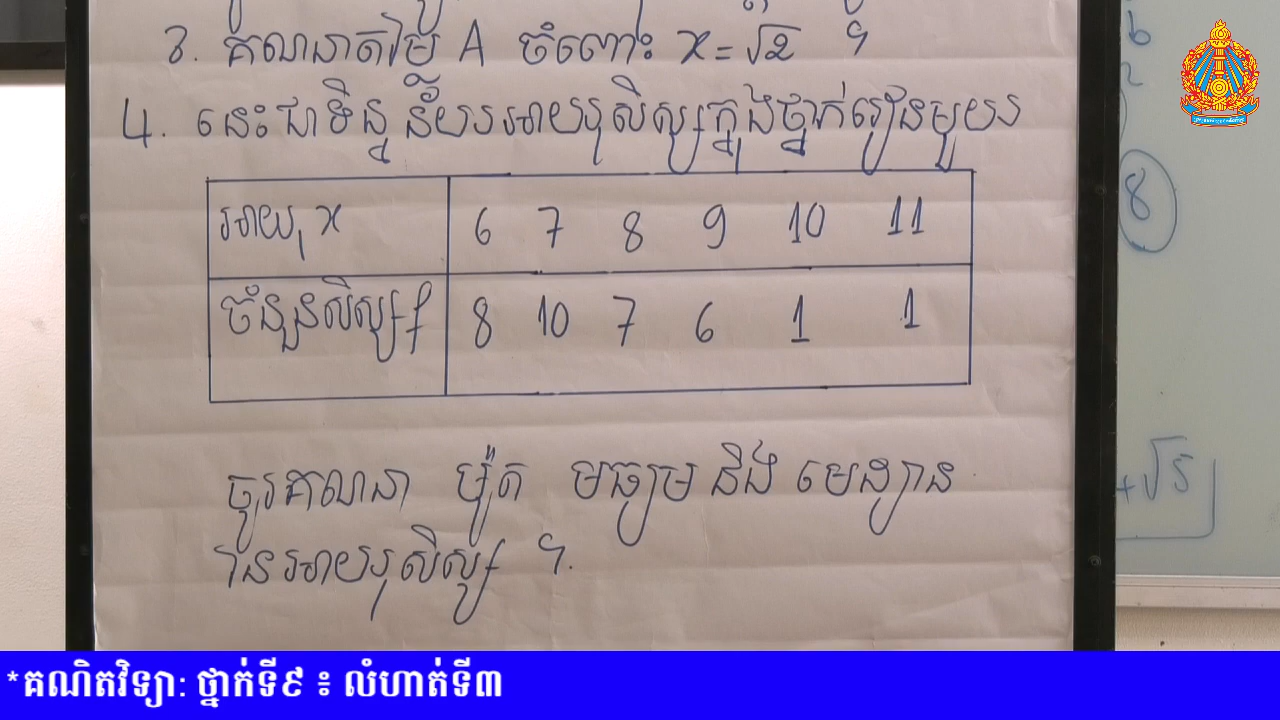 3. គណនាតម្លៃ A ចំពោះ x = √2 ។
4. នេះជាទិន្នន័យអាយុសិស្សក្នុងថ្នាក់រៀនមួយ
អាយុ x 6 7 8 9 10 11
ចំនួនសិស្ស f 8 10 7 6 1 1
ចូរគណនា ម៉ូត មធ្យម និង មេដ្យាន
នៃអាយុសិស្ស ។
8
*គណិតវិទ្យា: ថ្នាក់ទី៩ ៖ លំហាត់ទី៣